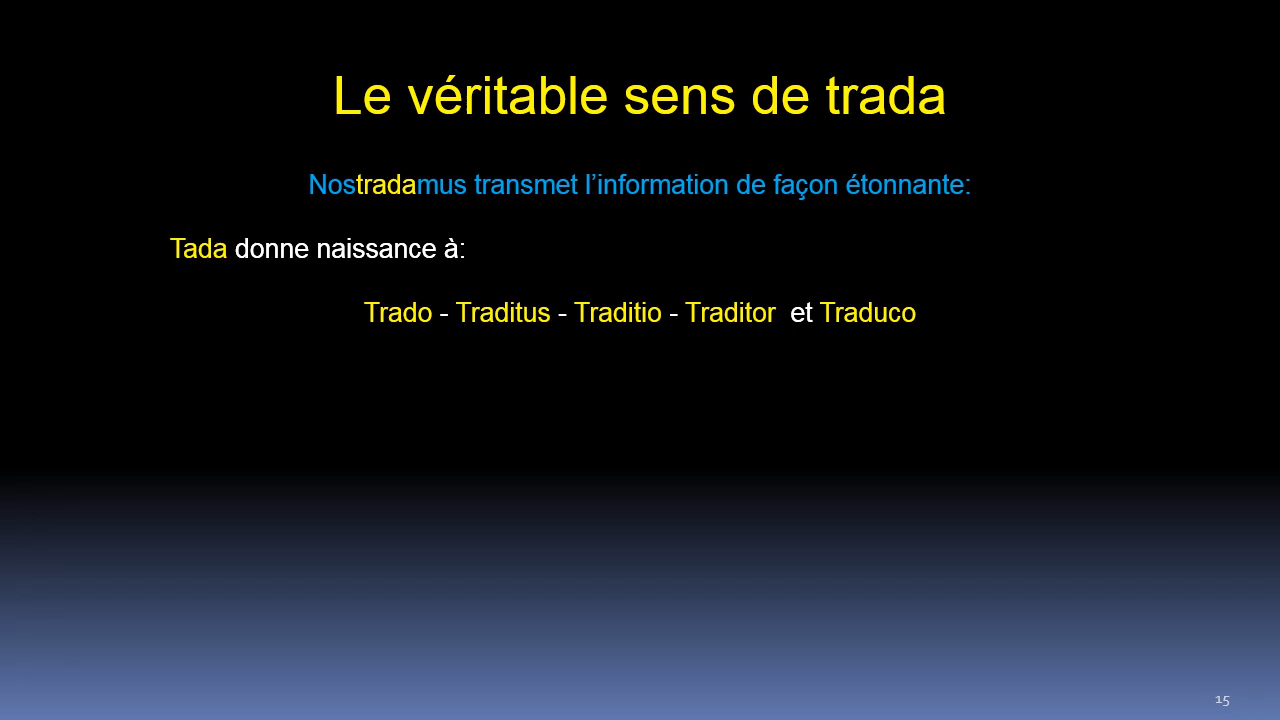 Le véritable sens de trada
Nostradamus transmet l’information de façon étonnante:
Tada donne naissance à:
Trado - Traditus - Traditio - Traditor et Traduco
15